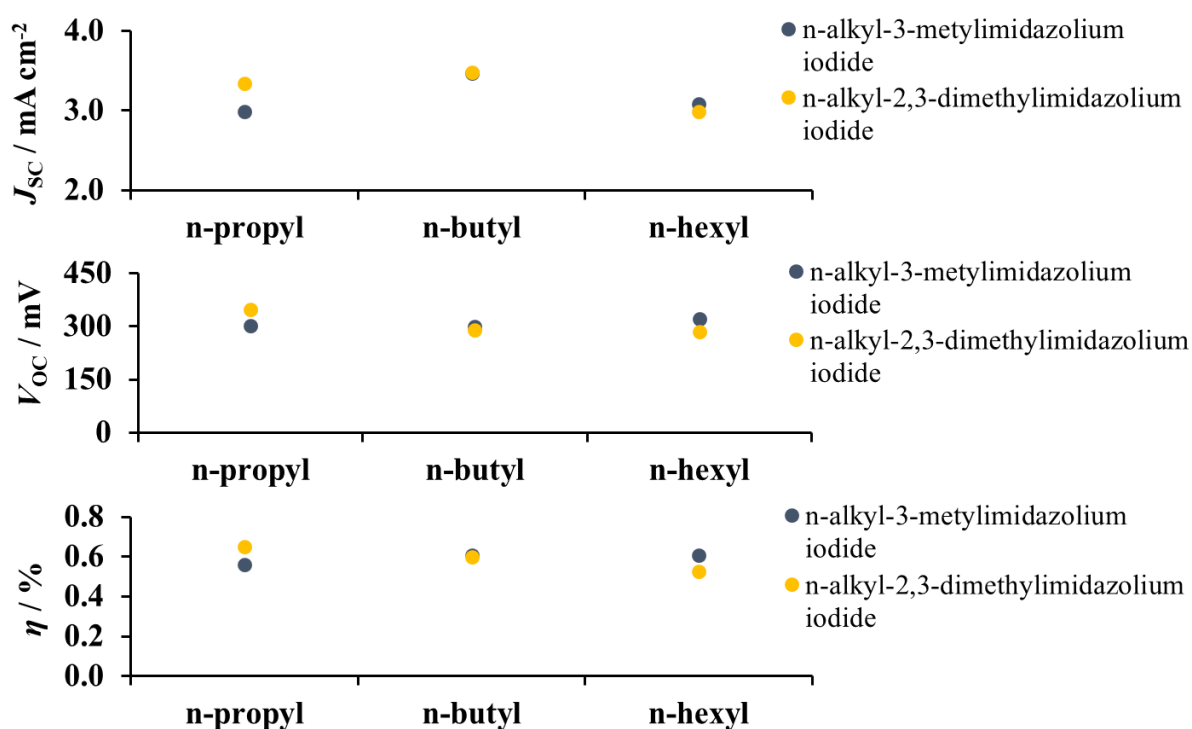 J_SC / mA cm⁻²
4.0
3.0
2.0
n-propyl n-butyl n-hexyl
n-alkyl-3-metylimidazolium
iodide
n-alkyl-2,3-dimethylimidazolium
iodide
V_OC / mV
450
300
150
0
n-propyl n-butyl n-hexyl
n-alkyl-3-metylimidazolium
iodide
n-alkyl-2,3-dimethylimidazolium
iodide
η / %
0.8
0.6
0.4
0.2
0.0
n-propyl n-butyl n-hexyl
n-alkyl-3-metylimidazolium
iodide
n-alkyl-2,3-dimethylimidazolium
iodide